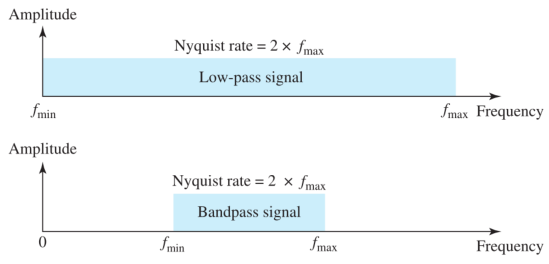 Amplitude
Nyquist rate = 2 × fmax
Low-pass signal
fmin
fmax Frequency
Amplitude
Nyquist rate = 2 × fmax
Bandpass signal
0 fmin fmax Frequency